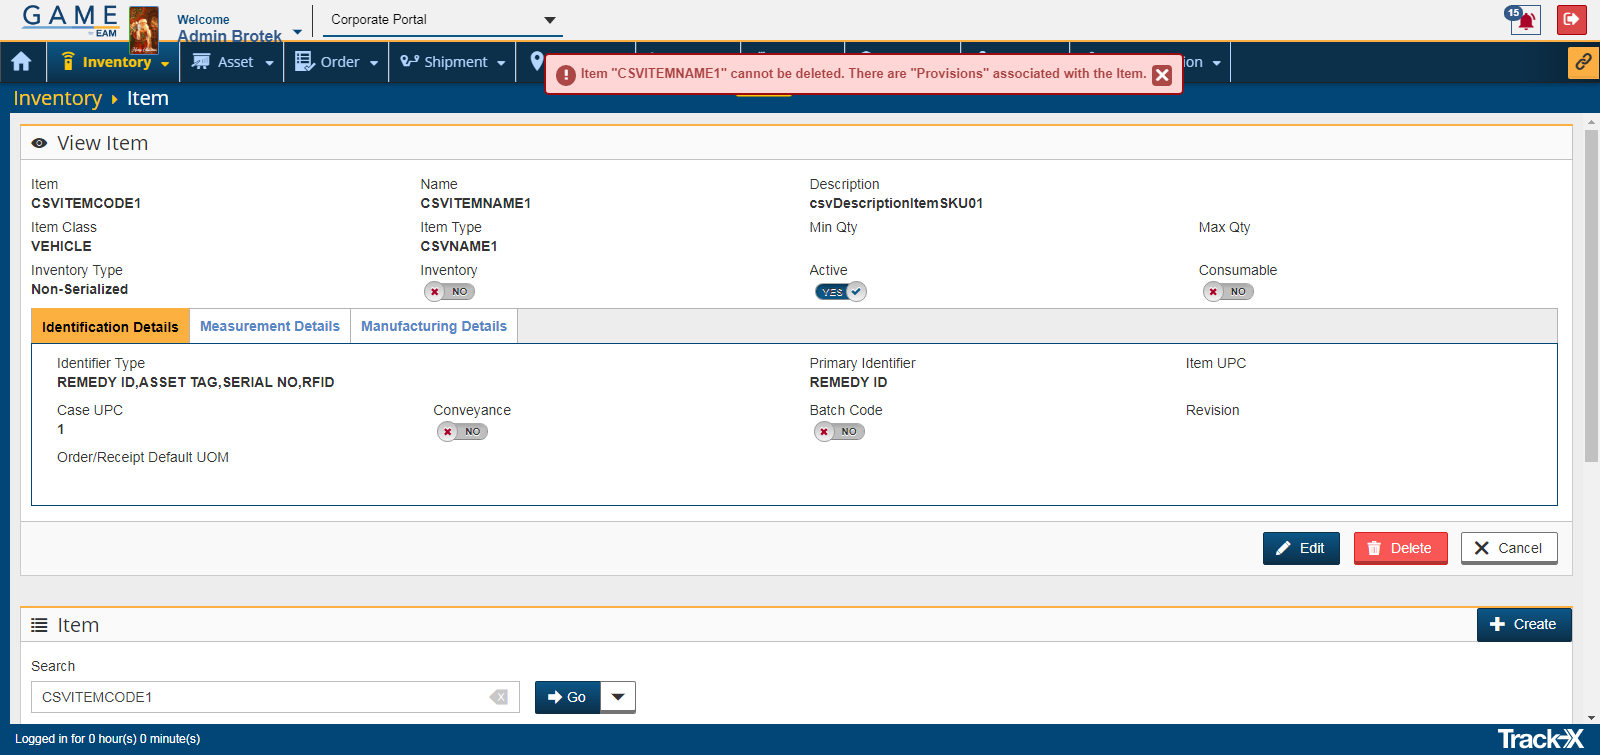 GAME
by EAM
Welcome
Admin Brotek
Corporate Portal
15
Inventory
Asset
Order
Shipment
ion
Item "CSVITEMNAME1" cannot be deleted. There are "Provisions" associated with the Item.
Inventory
Item
View Item
Item
Name
Description
CSVITEMCODE1
CSVITEMNAME1
csvDescriptionItemSKU01
Item Class
Item Type
Min Qty
Max Qty
VEHICLE
CSVNAME1
Inventory Type
Inventory
Active
Consumable
Non-Serialized
NO
YES
NO
Identification Details
Measurement Details
Manufacturing Details
Identifier Type
Primary Identifier
Item UPC
REMEDY ID,ASSET TAG,SERIAL NO,RFID
REMEDY ID
Case UPC
Conveyance
Batch Code
Revision
1
NO
NO
Order/Receipt Default UOM
Edit
Delete
Cancel
Item
Create
Search
CSVITEMCODE1
Go
Logged in for 0 hour(s) 0 minute(s)
Track-X